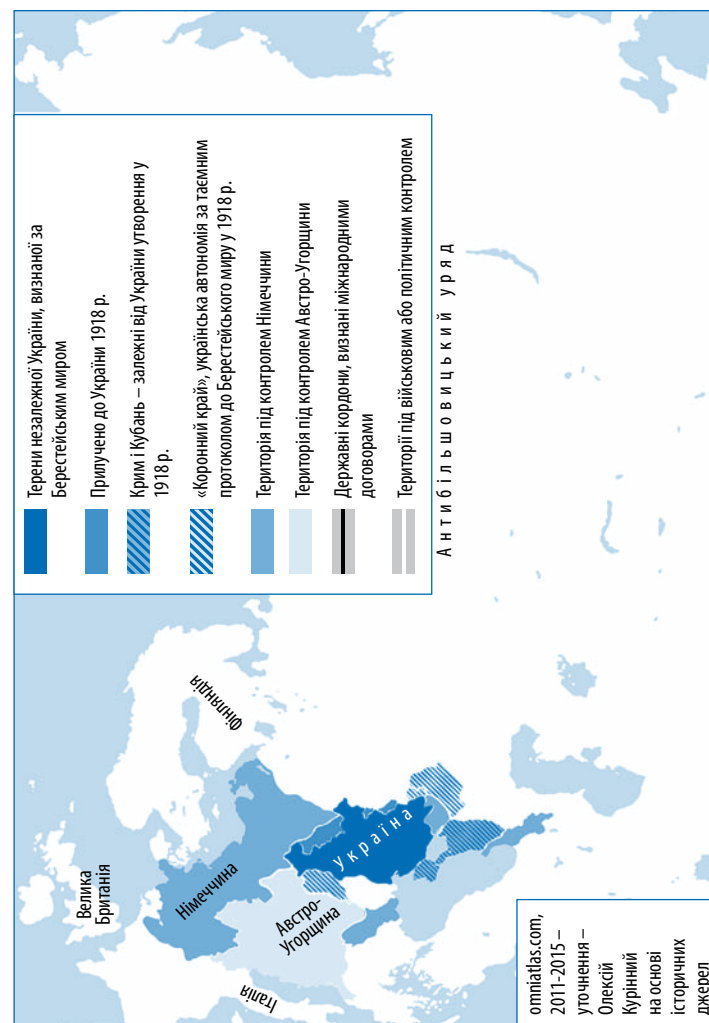 Терени незалежної України, визнаної за
Берестейським миром
Прилучено до України 1918 р.
Крим і Кубань – залежні від України утворення у
1918 р.
«Коронний край», українська автономія за таємним
протоколом до Берестейського миру у 1918 р.
Територія під контролем Німеччини
Територія під контролем Австро-Угорщини
Державні кордони, визнані міжнародними
договорами
Території під військовим або політичним контролем
Антибільшовицький уряд
Фінляндія
Велика
Британія
Німеччина
Україна
Австро-
Угорщина
Італія
omniatlas.com,
2011-2015 –
уточнення –
Олексій
Курінний
на основі
історичних
джерел